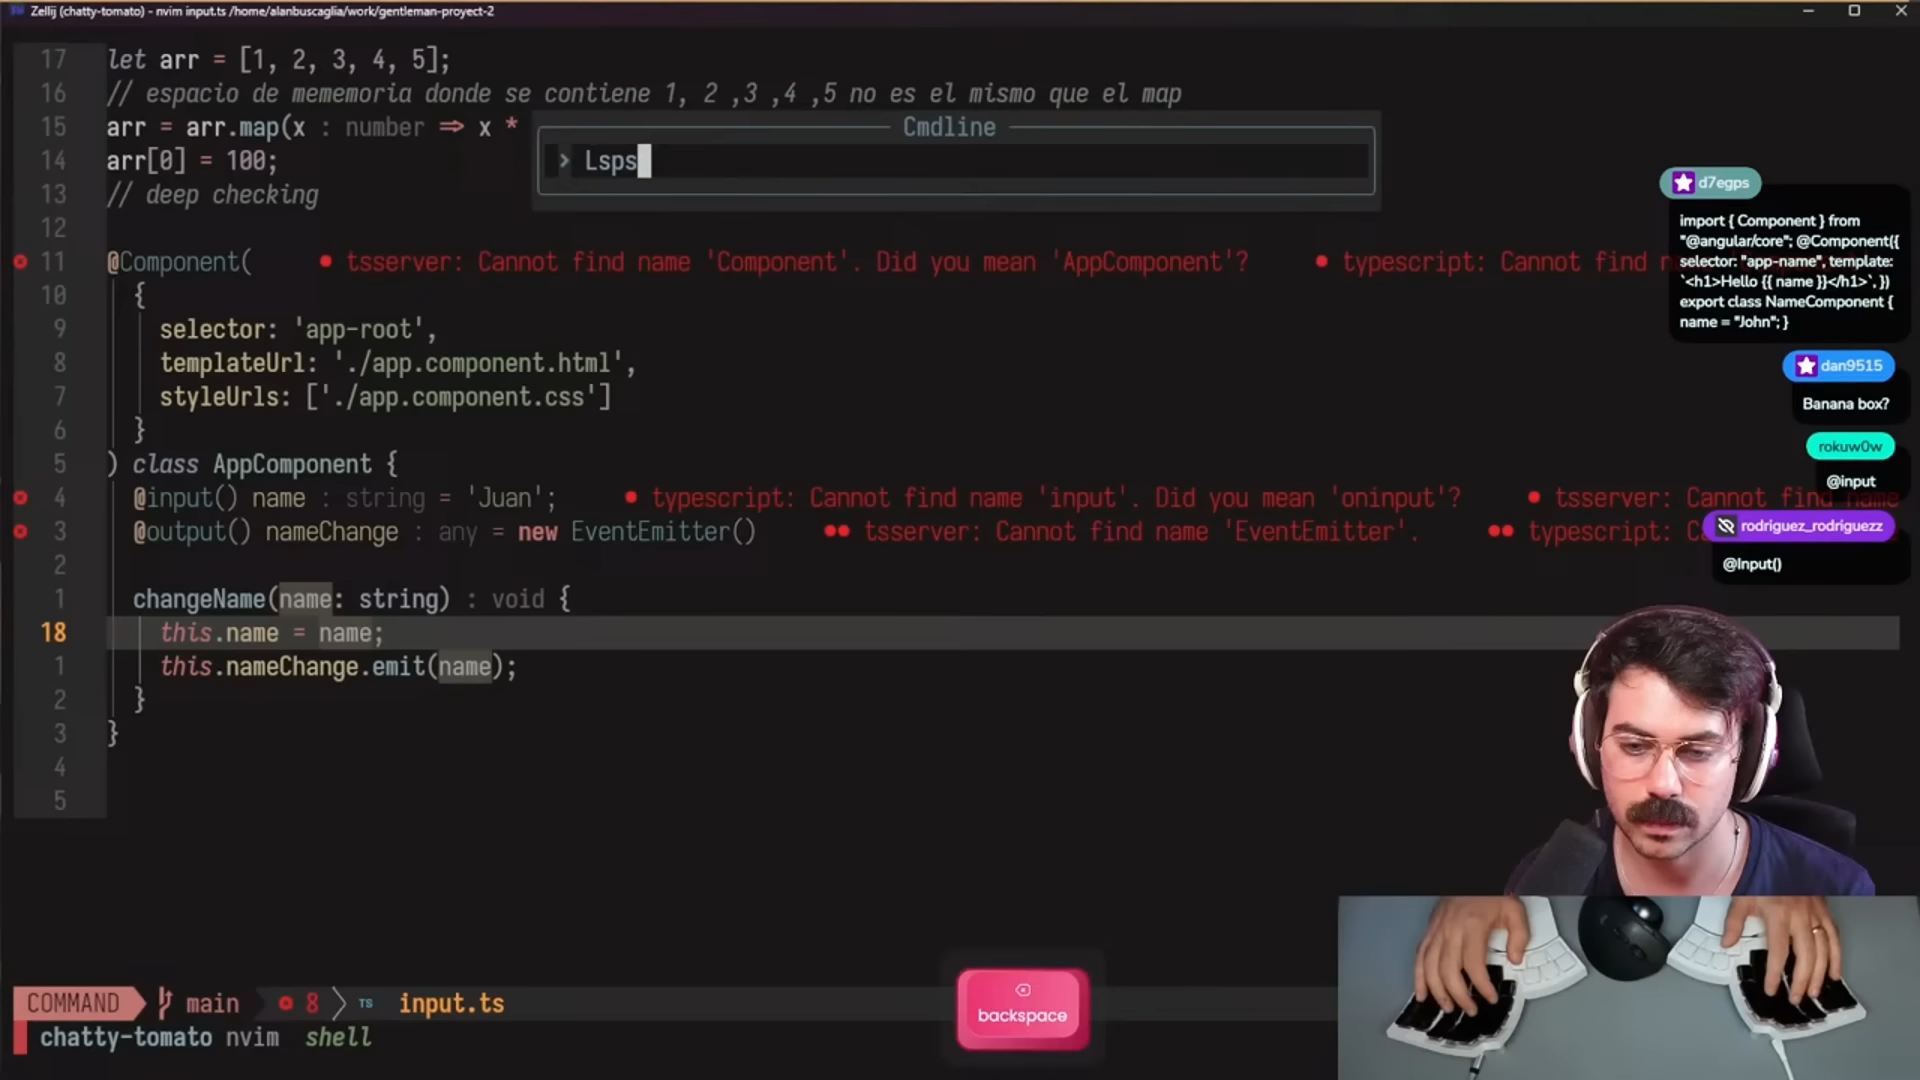 Zellij (chatty-tomato) - nvim input.ts /home/alanbuscaglia/work/gentleman-proyect-2
17 let arr = [1, 2, 3, 4, 5];
16 // espacio de mememoria donde se contiene 1, 2 ,3 ,4 ,5 no es el mismo que el map
15 arr = arr.map(x : number => x *
14 arr[0] = 100;
13 // deep checking
12
11 @Component( ● tsserver: Cannot find name 'Component'. Did you mean 'AppComponent'? ● typescript: Cannot find
10 {
9 selector: 'app-root',
8 templateUrl: './app.component.html',
7 styleUrls: ['./app.component.css']
6 }
5 ) class AppComponent {
4 @input() name : string = 'Juan'; ● typescript: Cannot find name 'input'. Did you mean 'oninput'? ● tsserver: Cannot find name
3 @output() nameChange : any = new EventEmitter() ●● tsserver: Cannot find name 'EventEmitter'. ●● typescript:
2
1 changeName(name: string) : void {
18 this.name = name;
1 this.nameChange.emit(name);
2 }
3 }
4
5
Cmdline
> Lsps
d7egps
import { Component } from
"@angular/core"; @Component({
selector: "app-name", template:
`<h1>Hello {{ name }}</h1>`, })
export class NameComponent {
name = "John"; }
dan9515
Banana box?
rokuw0w
@input
rodriguez_rodriguezz
@Input()
backspace
COMMAND main 8 TS input.ts
chatty-tomato nvim shell